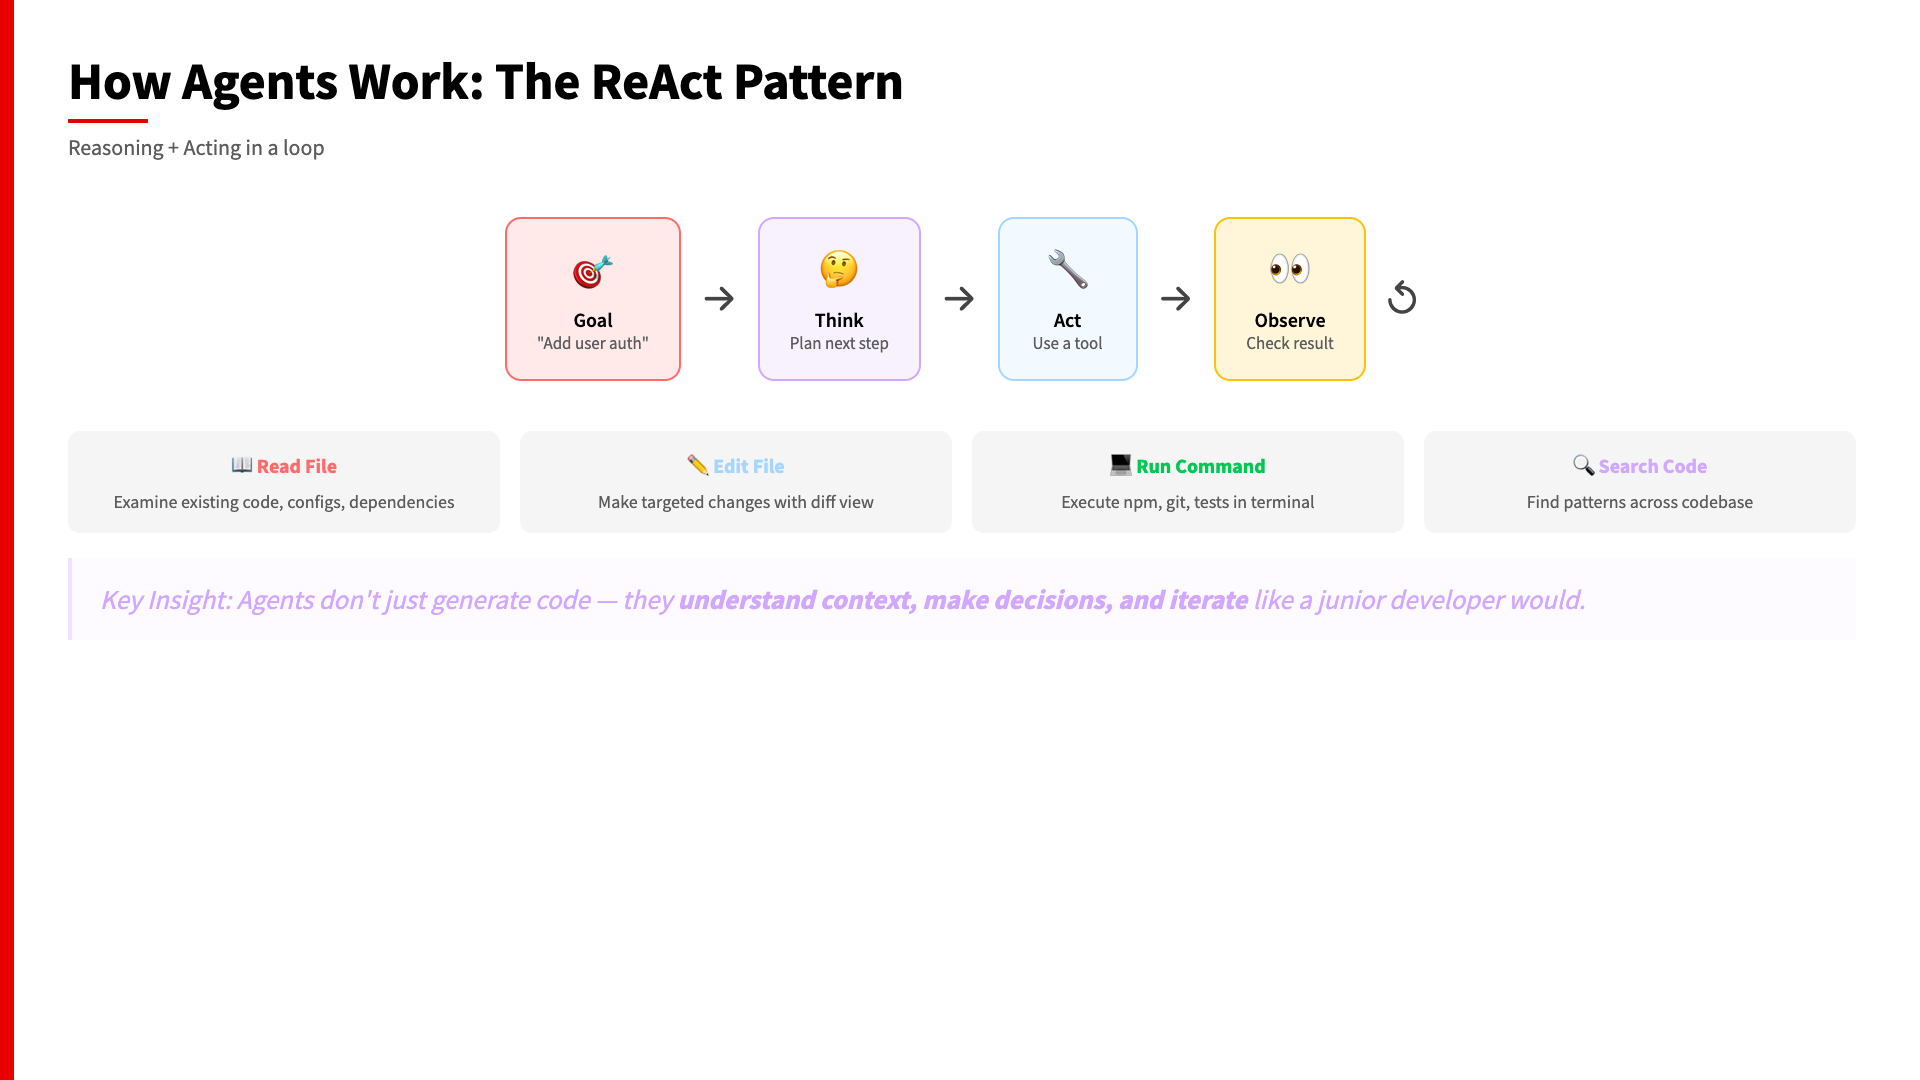 How Agents Work: The ReAct Pattern
Reasoning + Acting in a loop
Goal
"Add user auth"
Think
Plan next step
Act
Use a tool
Observe
Check result
Read File
Examine existing code, configs, dependencies
Edit File
Make targeted changes with diff view
Run Command
Execute npm, git, tests in terminal
Search Code
Find patterns across codebase
Key Insight: Agents don't just generate code — they understand context, make decisions, and iterate like a junior developer would.